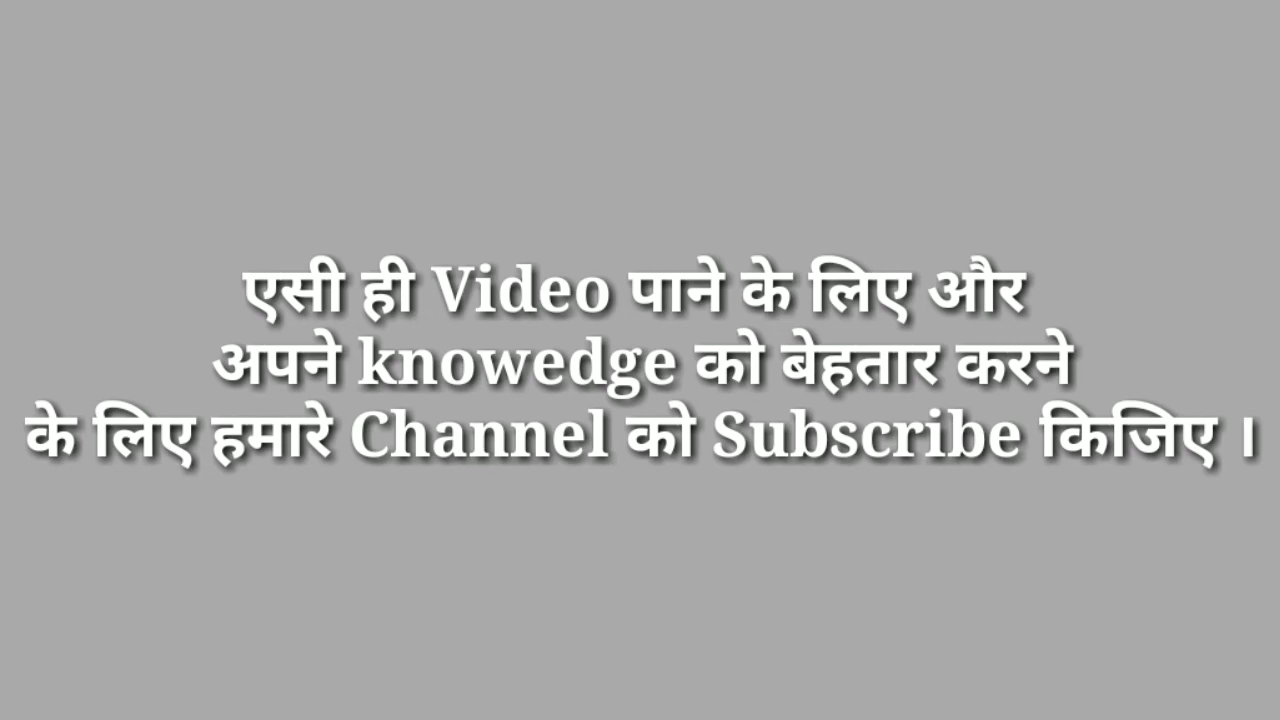 एसी ही Video पाने के लिए और
अपने knowedge को बेहतार करने
के लिए हमारे Channel को Subscribe किजिए ।